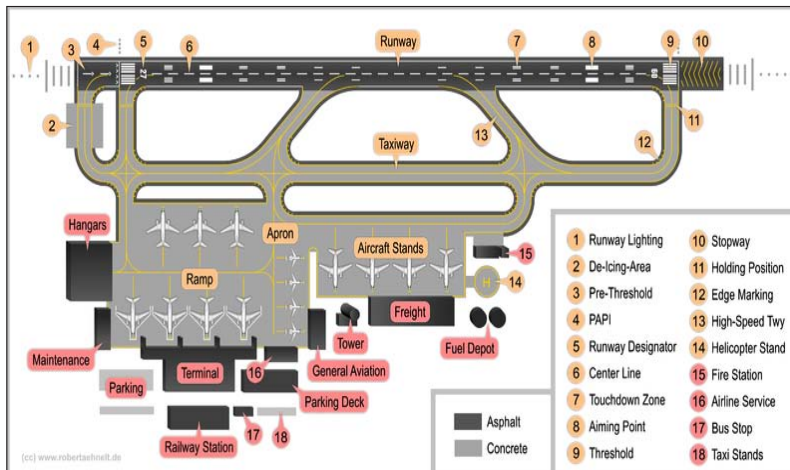 1
3
4
5
6
Runway
7
8
9
10
27
09
2
13
11
Taxiway
12
Hangars
Apron
Aircraft Stands
15
Ramp
H
14
Freight
Maintenance
Tower
Fuel Depot
Terminal
16
General Aviation
Parking
Parking Deck
Railway Station
17
18
Asphalt
Concrete
1 Runway Lighting
2 De-Icing-Area
3 Pre-Threshold
4 PAPI
5 Runway Designator
6 Center Line
7 Touchdown Zone
8 Aiming Point
9 Threshold
10 Stopway
11 Holding Position
12 Edge Marking
13 High-Speed Twy
14 Helicopter Stand
15 Fire Station
16 Airline Service
17 Bus Stop
18 Taxi Stands
(cc) www.robertaehnelt.de